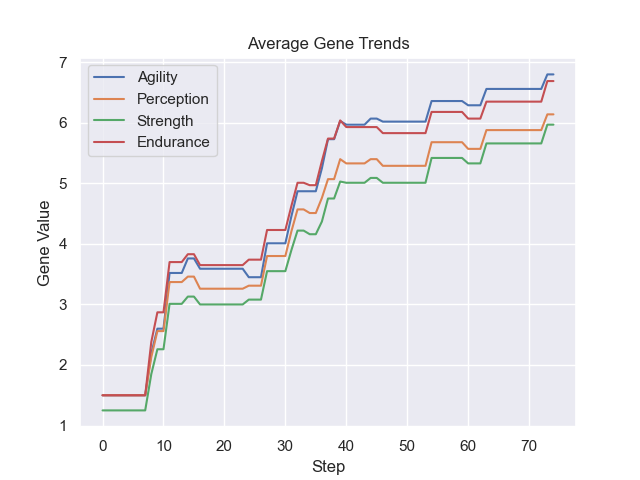 Average Gene Trends
7
6
5
4
3
2
1
Gene Value
Agility
Perception
Strength
Endurance
0 10 20 30 40 50 60 70
Step